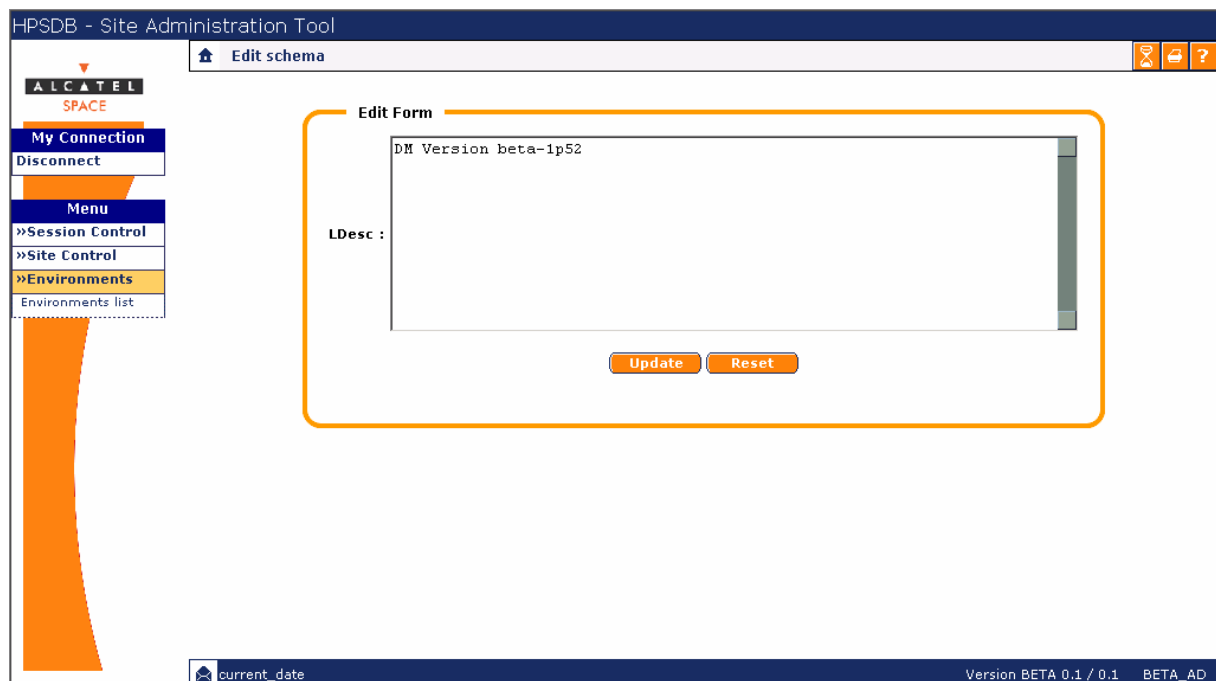 HPSDB - Site Administration Tool
Edit schema
?
ALCATEL
SPACE
My Connection
Disconnect
Menu
»Session Control
»Site Control
»Environments
Environments list
Edit Form
DM Version beta-1p52
LDesc :
Update Reset
current_date Version BETA 0.1 / 0.1 BETA_AD